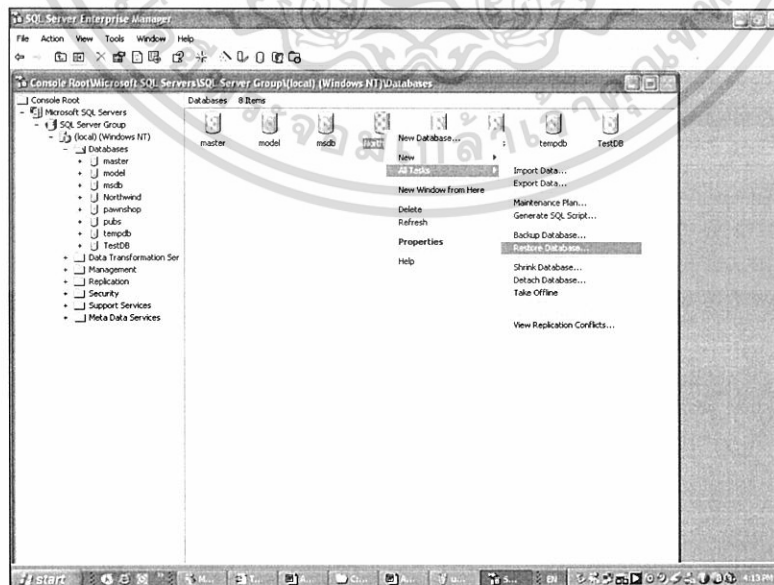 SQL Server Enterprise Manager
File Action View Tools Window Help
Console Root\Microsoft SQL Servers\SQL Server Group\(local) (Windows NT)\Databases
Console Root
Microsoft SQL Servers
SQL Server Group
(local) (Windows NT)
Databases
master
model
msdb
Northwind
pawnshop
pubs
tempdb
TestDB
Data Transformation Ser
Management
Replication
Security
Support Services
Meta Data Services
Databases 8 Items
master model msdb tempdb TestDB
New Database...
New
All Tasks
New Window from Here
Delete
Refresh
Properties
Help
Import Data...
Export Data...
Maintenance Plan...
Generate SQL Script...
Backup Database...
Restore Database...
Shrink Database...
Detach Database...
Take Offline
View Replication Conflicts...
start
EN
4:15 PM